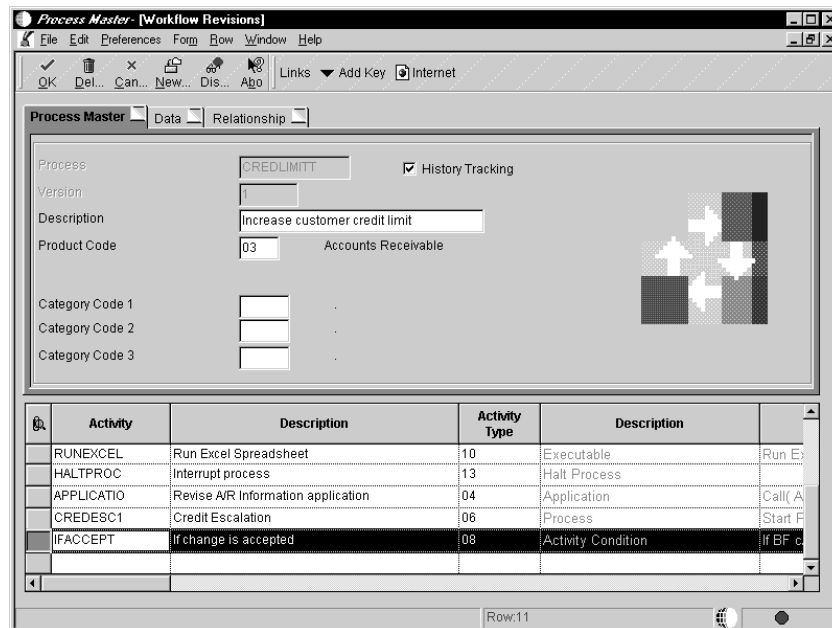 Process Master - [Workflow Revisions]
File Edit Preferences Form Row Window Help
OK Del... Can... New... Dis... Abo Links Add Key Internet
Process Master Data Relationship
Process CREDLIMITT History Tracking
Version 1
Description Increase customer credit limit
Product Code 03 Accounts Receivable
Category Code 1 .
Category Code 2 .
Category Code 3 .
Activity Description Activity Type Description
RUNEXCEL Run Excel Spreadsheet 10 Executable Run Ex
HALTPROC Interrupt process 13 Halt Process
APPLICATIO Revise A/R Information application 04 Application Call( A
CREDESC1 Credit Escalation 06 Process Start P
IFACCEPT If change is accepted 08 Activity Condition If BF c
Row:11